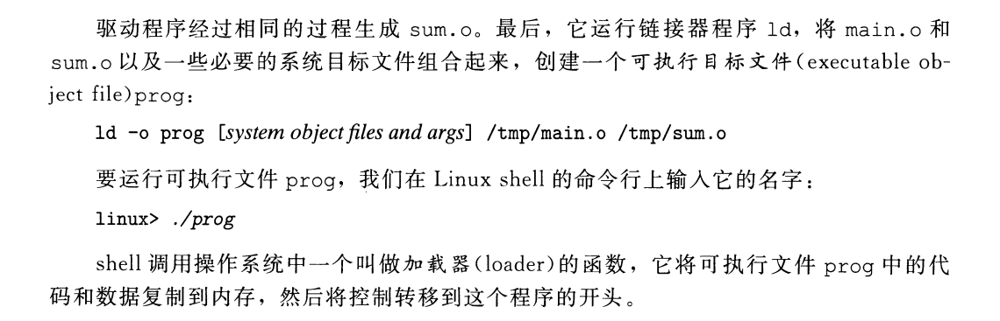 驱动程序经过相同的过程生成 sum.o。最后，它运行链接器程序 ld，将 main.o 和
sum.o 以及一些必要的系统目标文件组合起来，创建一个可执行目标文件(executable ob-
ject file)prog：
ld -o prog [system object files and args] /tmp/main.o /tmp/sum.o
要运行可执行文件 prog，我们在 Linux shell 的命令行上输入它的名字：
linux> ./prog
shell 调用操作系统中一个叫做加载器(loader)的函数，它将可执行文件 prog 中的代
码和数据复制到内存，然后将控制转移到这个程序的开头。